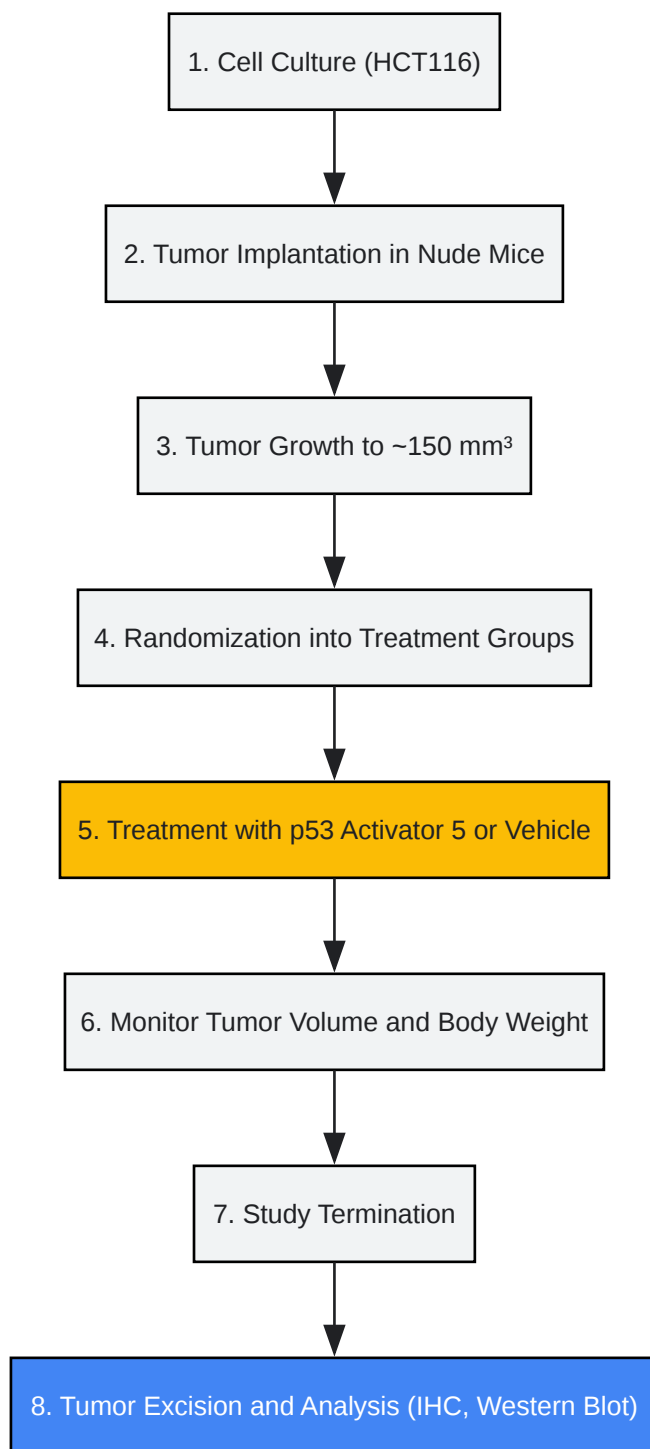 1. Cell Culture (HCT116)
2. Tumor Implantation in Nude Mice
3. Tumor Growth to ~150 mm³
4. Randomization into Treatment Groups
5. Treatment with p53 Activator 5 or Vehicle
6. Monitor Tumor Volume and Body Weight
7. Study Termination
8. Tumor Excision and Analysis (IHC, Western Blot)